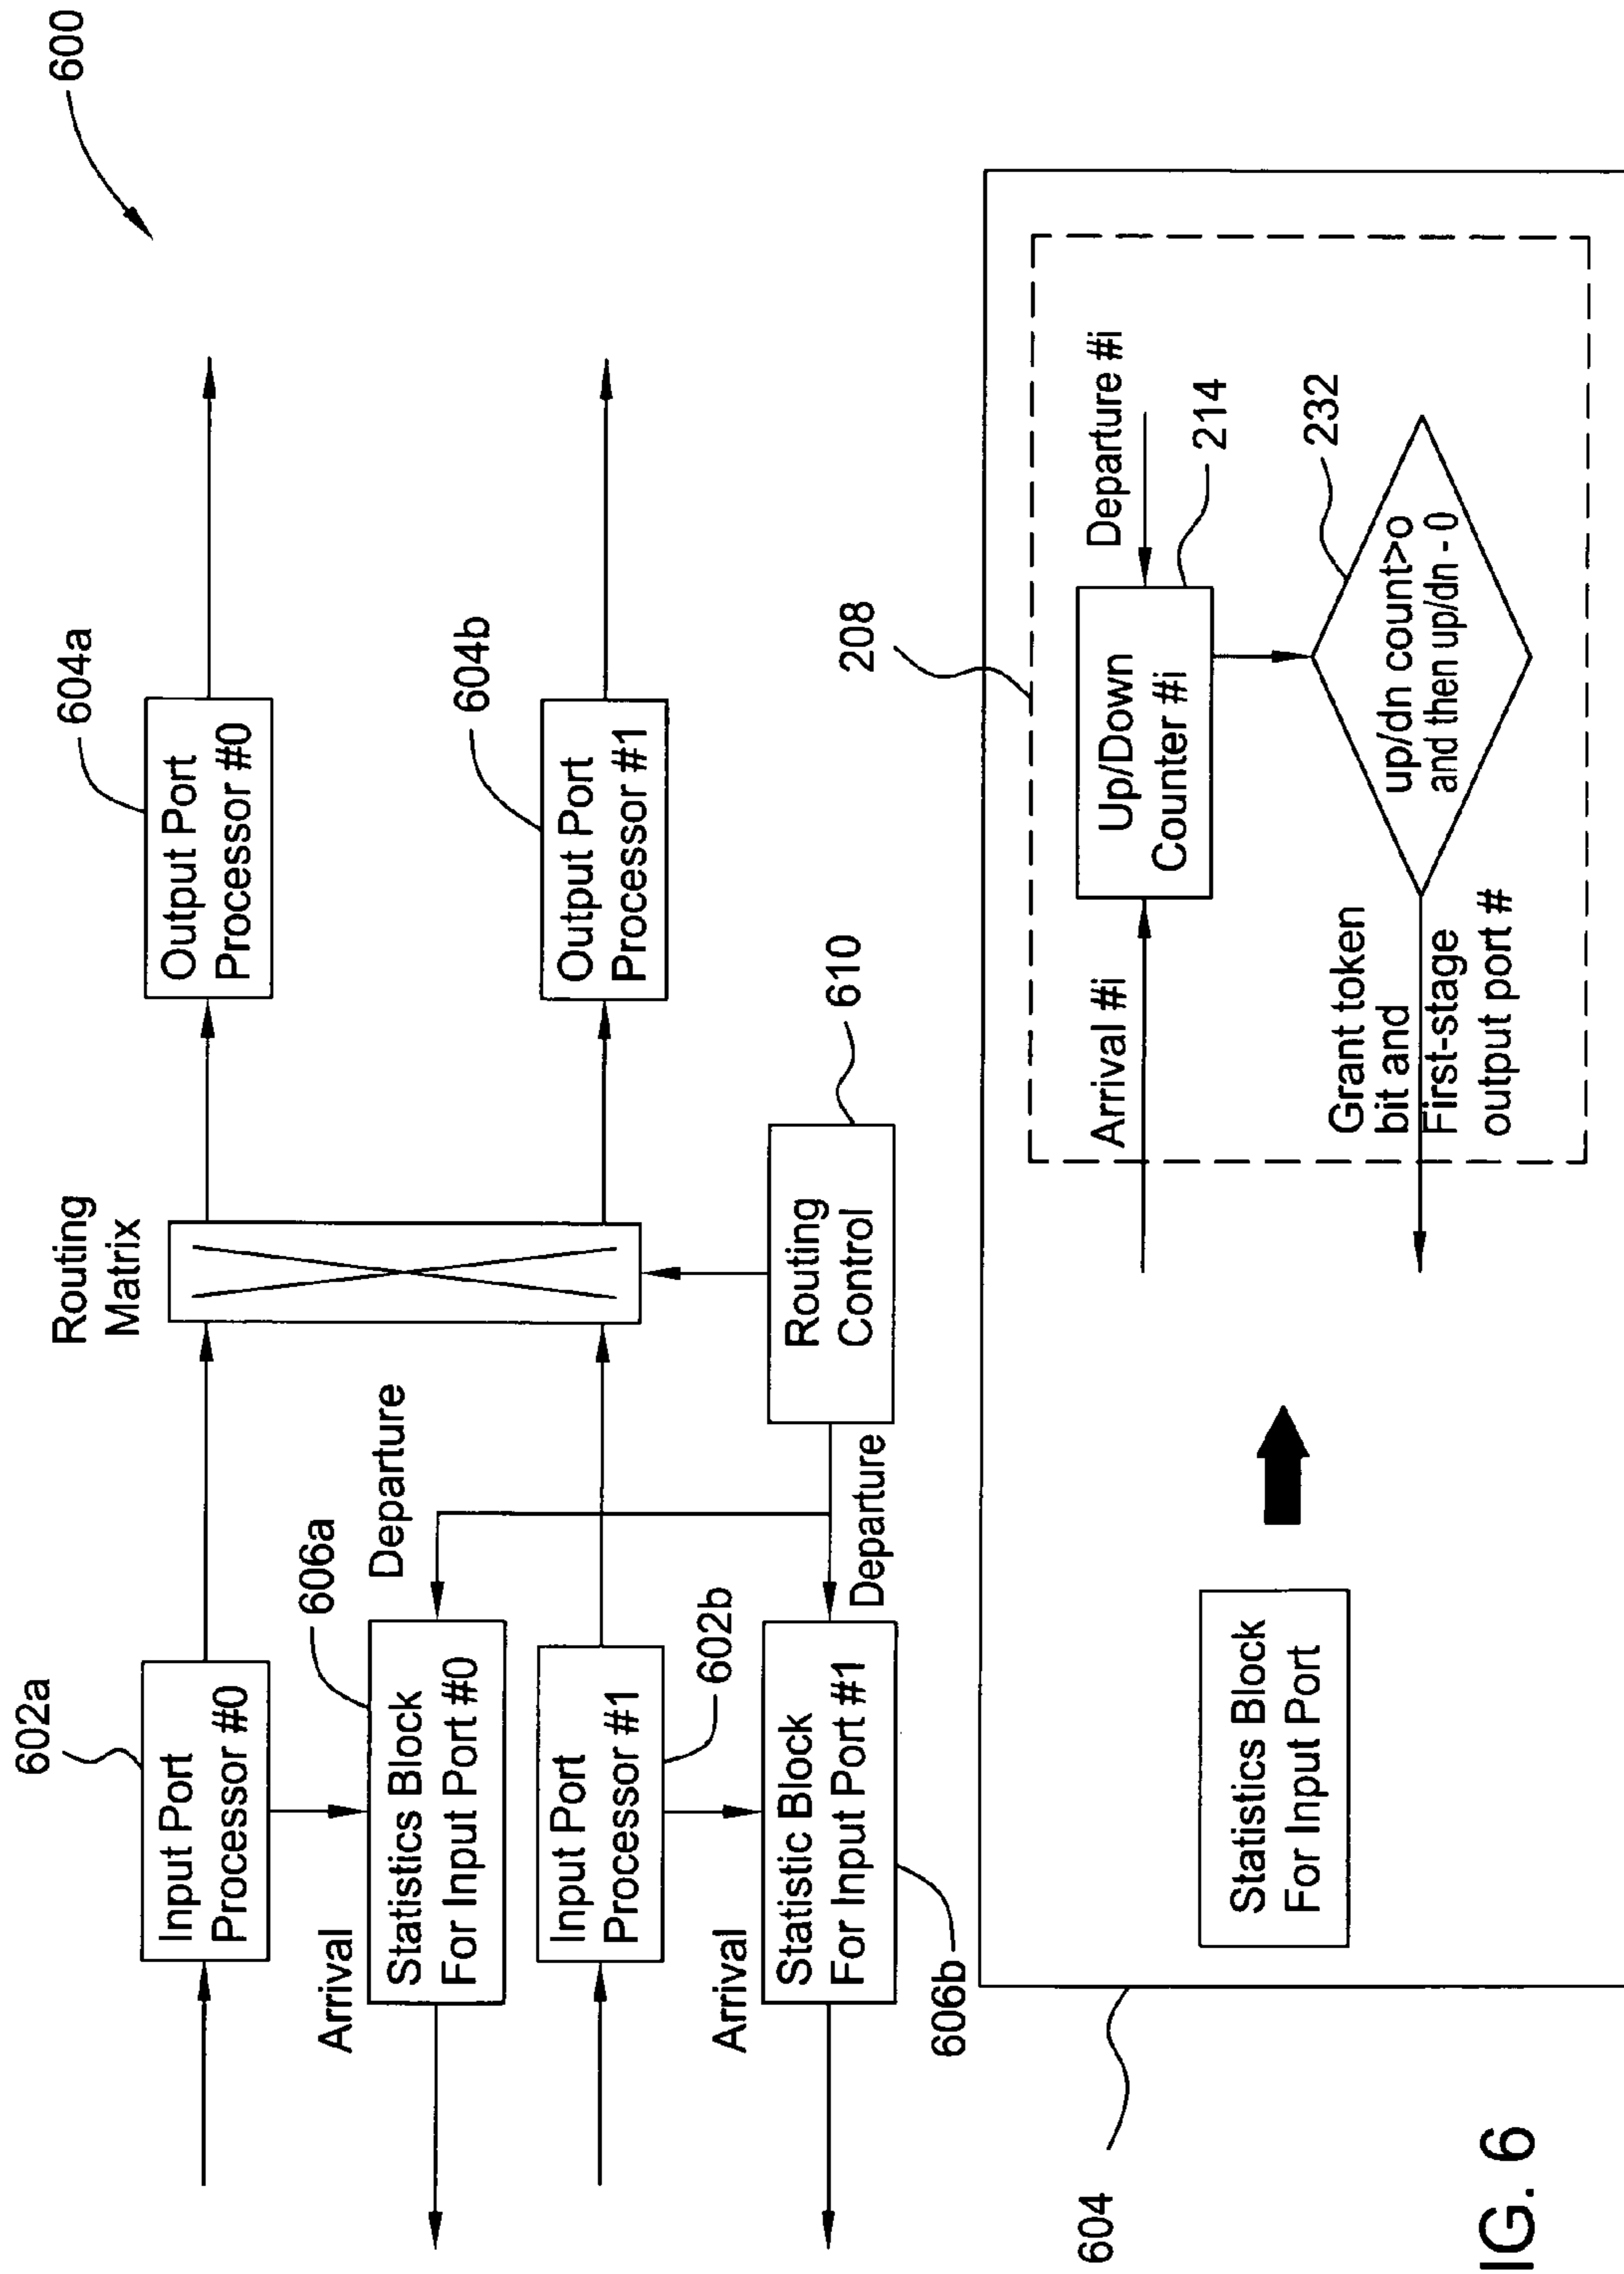 600
602a
Input Port
Processor #0
Routing
Matrix
604a
Output Port
Processor #0
Arrival
Statistics Block
For Input Port #0
606a
Departure
Input Port
Processor #1
602b
604b
Output Port
Processor #1
Arrival
Statistic Block
For Input Port #1
606b
Departure
Routing
Control
610
604
Statistics Block
For Input Port
208
Arrival #i
Up/Down
Counter #i
Departure #i
214
Grant token
bit and
First-stage
output port #
up/dn count>o
and then up/dn - 0
232
IG. 6